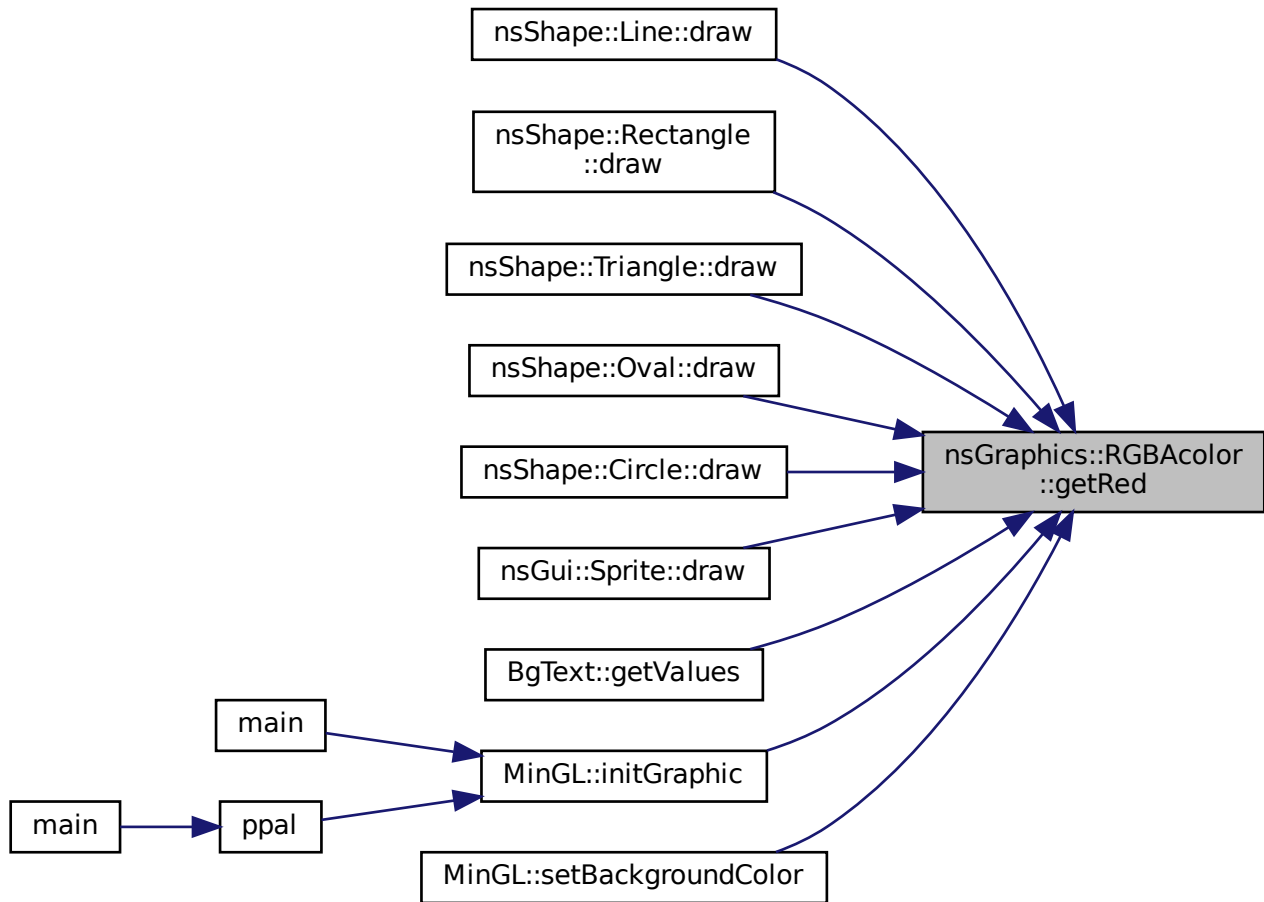 nsShape::Line::draw
nsShape::Rectangle
::draw
nsShape::Triangle::draw
nsShape::Oval::draw
nsGraphics::RGBAcolor
::getRed
nsShape::Circle::draw
nsGui::Sprite::draw
BgText::getValues
main
MinGL::initGraphic
main
ppal
MinGL::setBackgroundColor